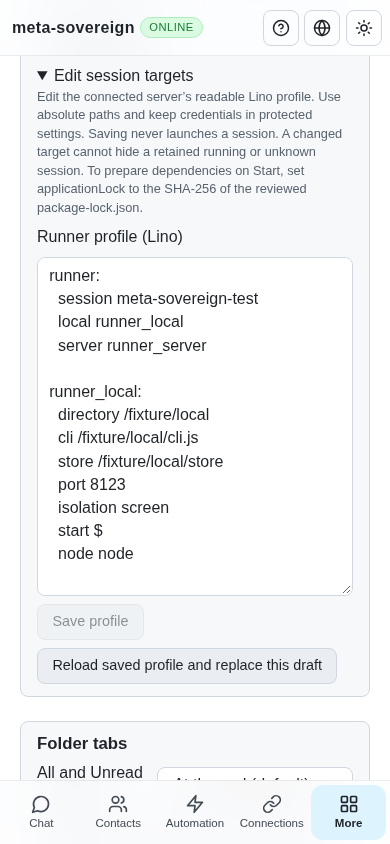 meta-sovereign ONLINE
Edit session targets
Edit the connected server's readable Lino profile. Use
absolute paths and keep credentials in protected
settings. Saving never launches a session. A changed
target cannot hide a retained running or unknown
session. To prepare dependencies on Start, set
applicationLock to the SHA-256 of the reviewed
package-lock.json.
Runner profile (Lino)
runner:
  session meta-sovereign-test
  local runner_local
  server runner_server

runner_local:
  directory /fixture/local
  cli /fixture/local/cli.js
  store /fixture/local/store
  port 8123
  isolation screen
  start $
  node node
Save profile
Reload saved profile and replace this draft
Folder tabs
All and Unread
Chat Contacts Automation Connections More